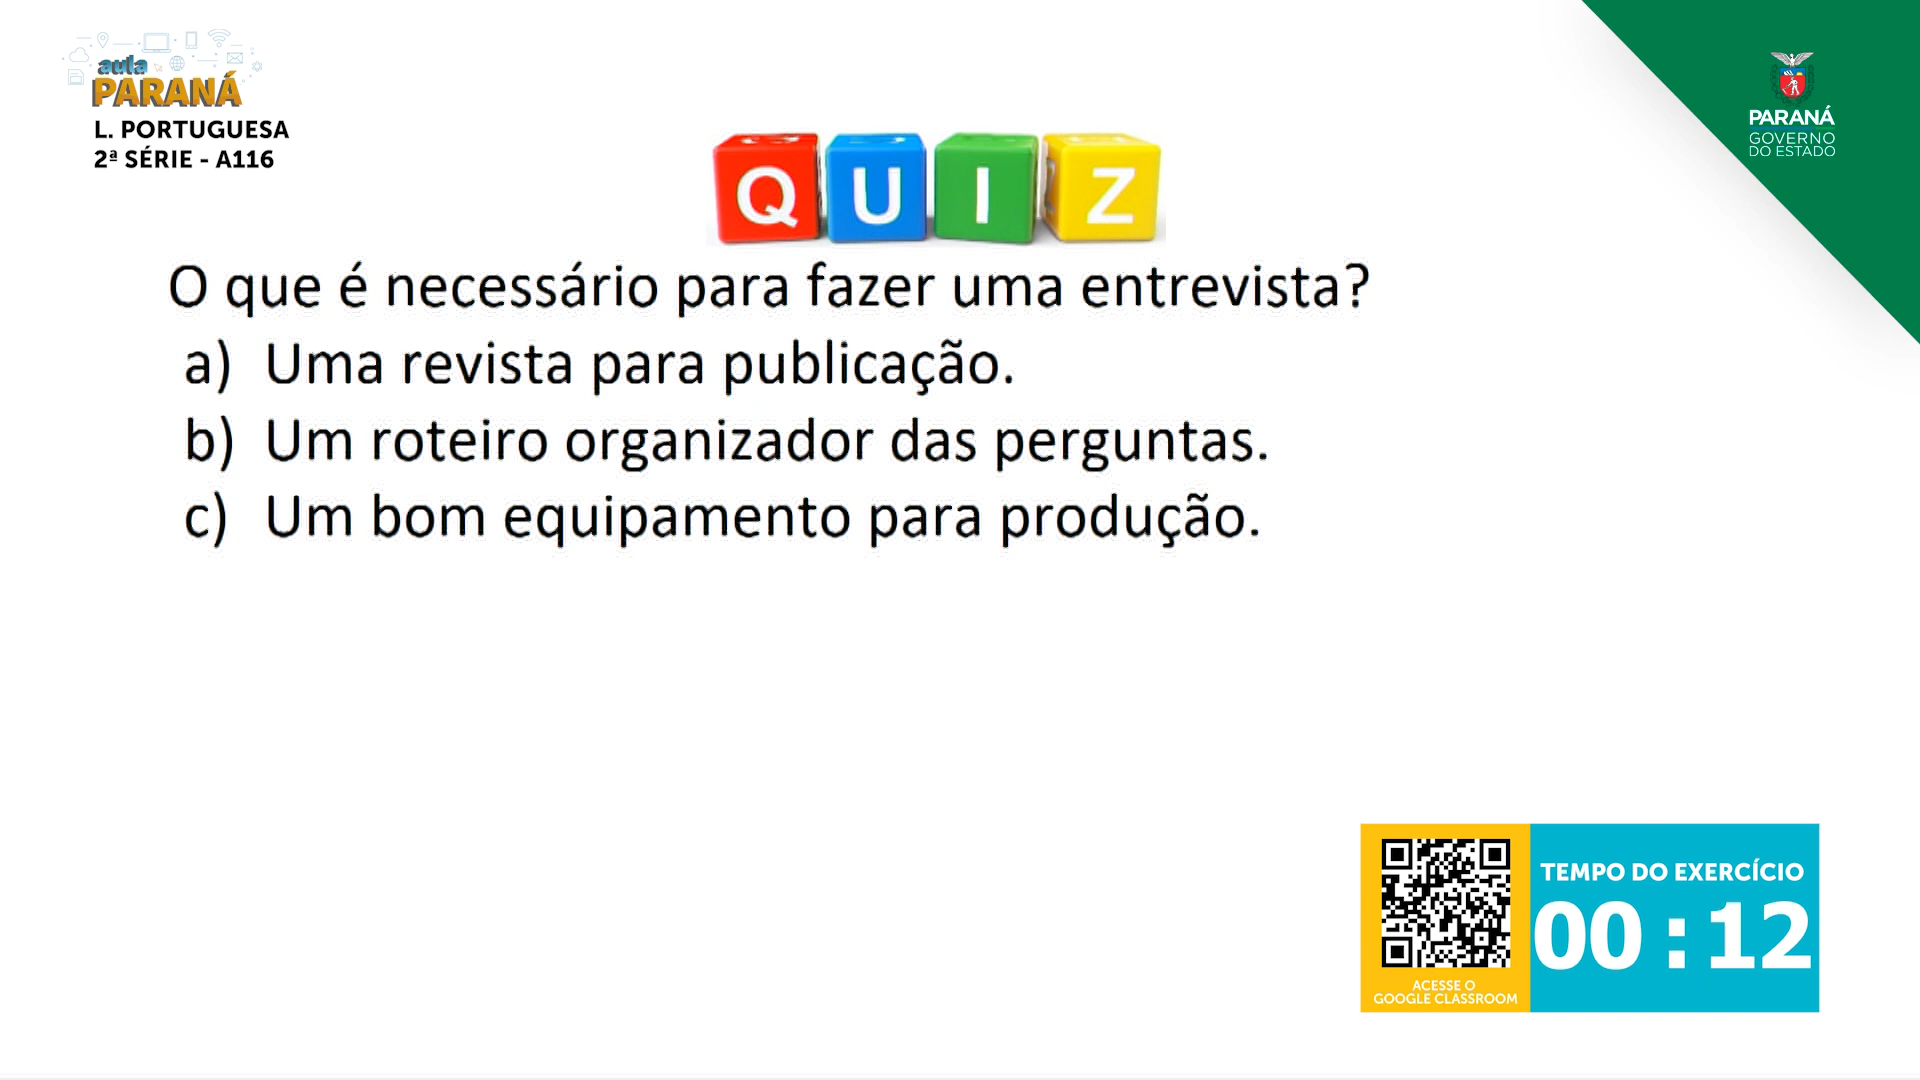 aula
PARANÁ
L. PORTUGUESA
2ª SÉRIE - A116
PARANÁ
GOVERNO
DO ESTADO
QUIZ
O que é necessário para fazer uma entrevista?
a) Uma revista para publicação.
b) Um roteiro organizador das perguntas.
c) Um bom equipamento para produção.
TEMPO DO EXERCÍCIO
00 : 12
ACESSE O
GOOGLE CLASSROOM